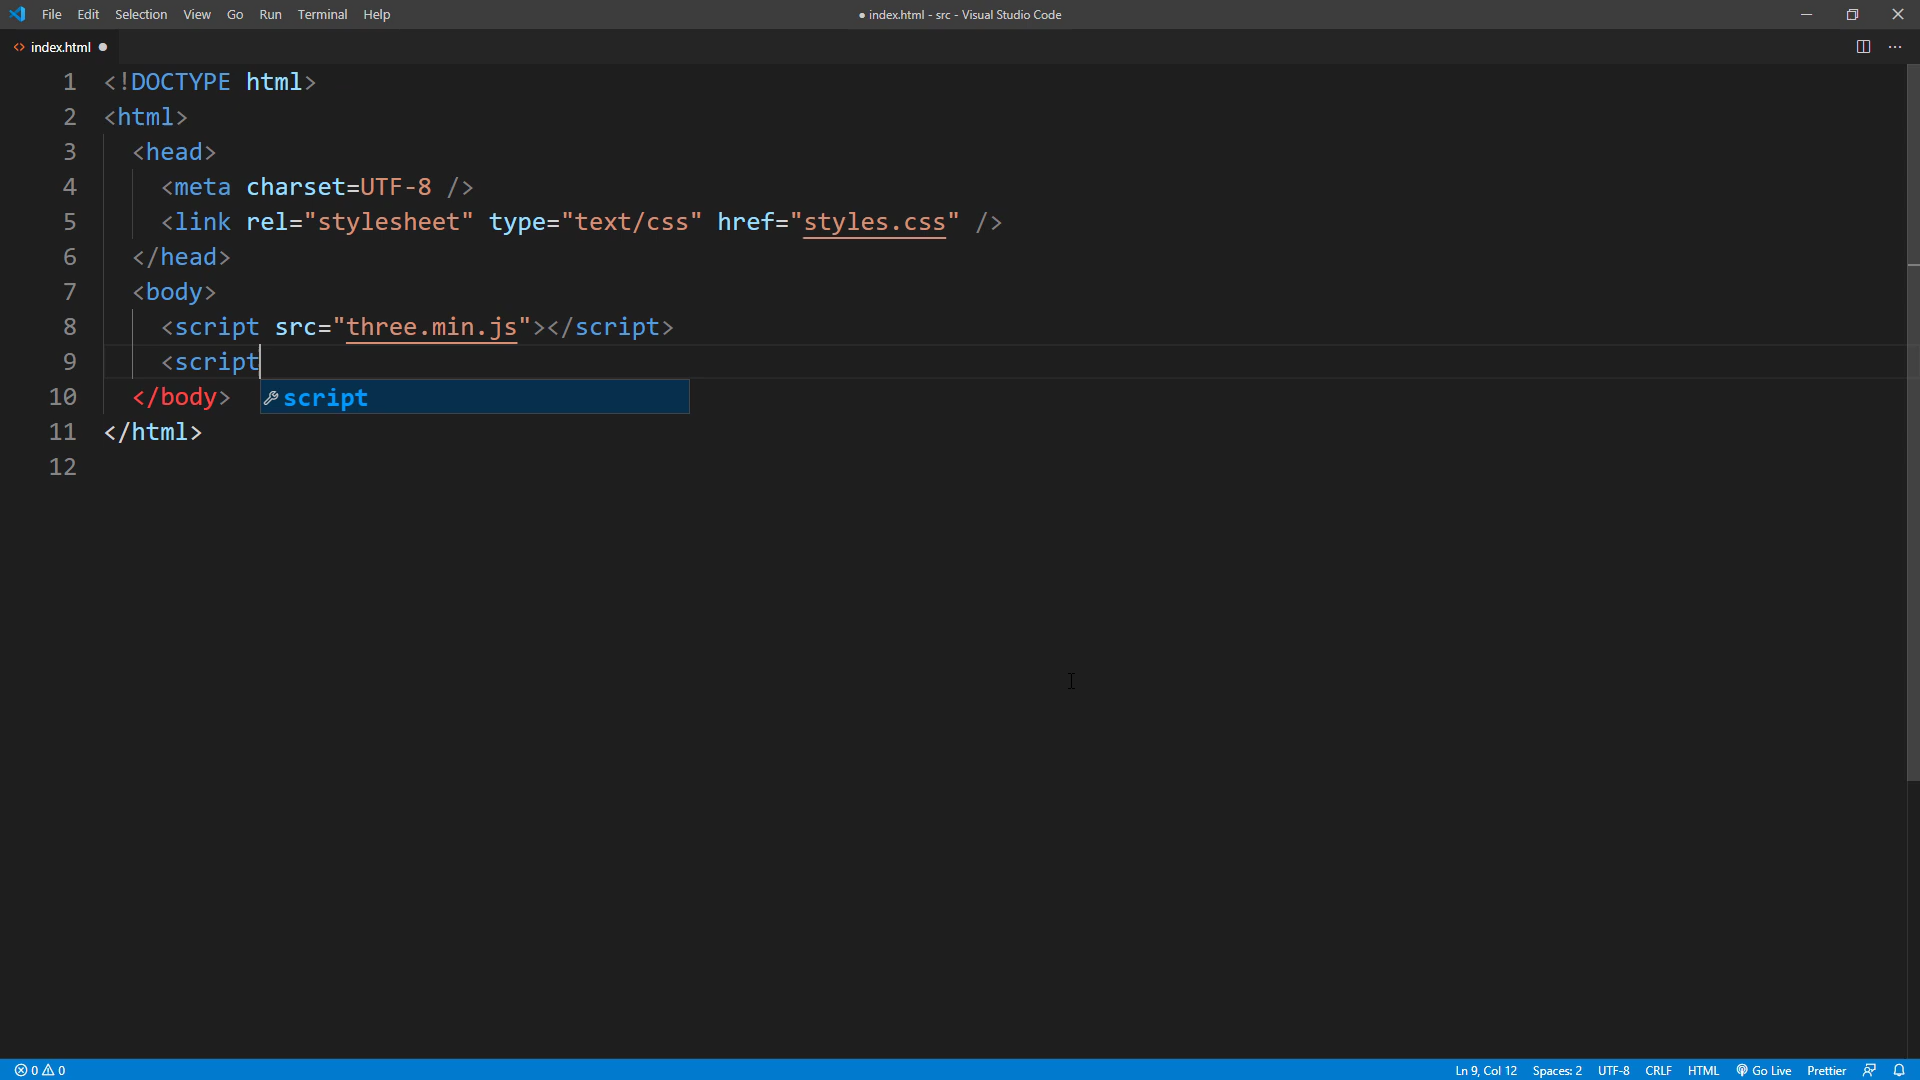 File Edit Selection View Go Run Terminal Help
● index.html - src - Visual Studio Code
<> index.html ●
1 <!DOCTYPE html>
2 <html>
3 <head>
4 <meta charset=UTF-8 />
5 <link rel="stylesheet" type="text/css" href="styles.css" />
6 </head>
7 <body>
8 <script src="three.min.js"></script>
9 <script
script
10 </body>
11 </html>
12
0 0
Ln 9, Col 12 Spaces: 2 UTF-8 CRLF HTML Go Live Prettier